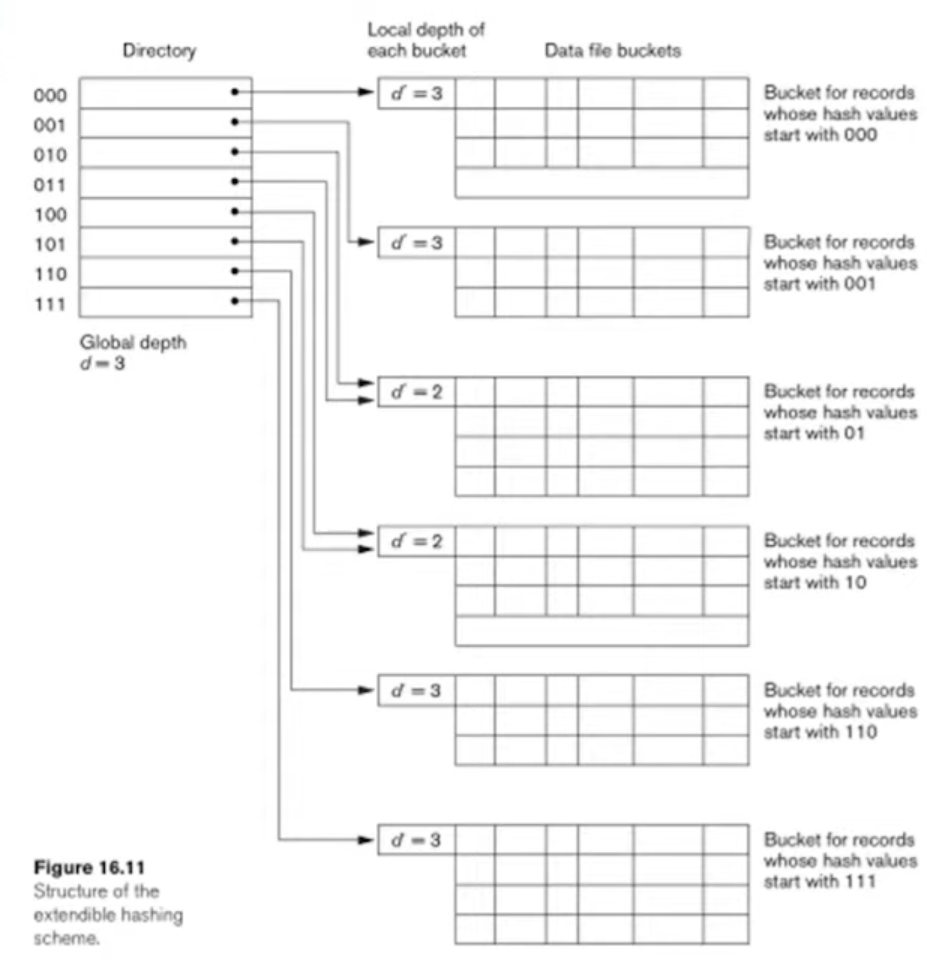 Directory
Local depth of
each bucket
Data file buckets
000
001
010
011
100
101
110
111
Global depth
d = 3
d′ = 3
Bucket for records
whose hash values
start with 000
d′ = 3
Bucket for records
whose hash values
start with 001
d′ = 2
Bucket for records
whose hash values
start with 01
d′ = 2
Bucket for records
whose hash values
start with 10
d′ = 3
Bucket for records
whose hash values
start with 110
d′ = 3
Bucket for records
whose hash values
start with 111
Figure 16.11
Structure of the
extendible hashing
scheme.